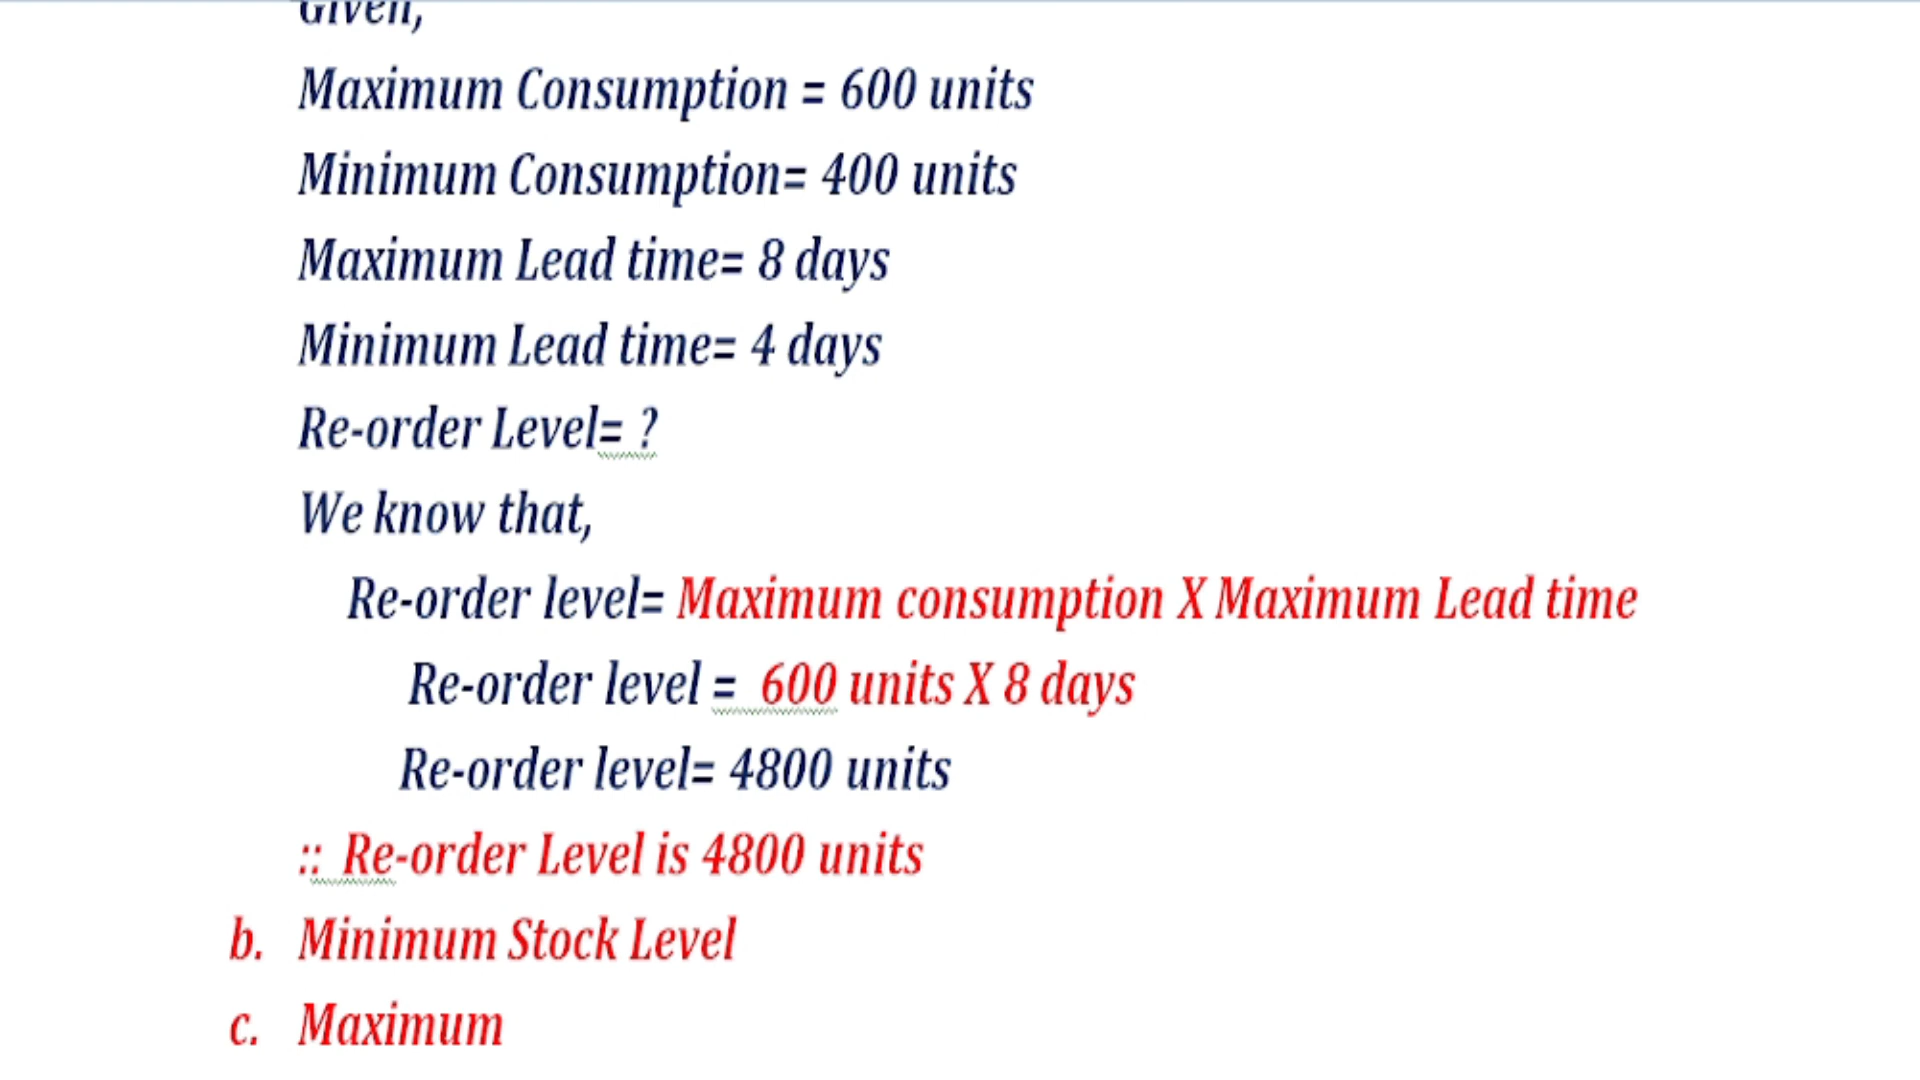 Given,
Maximum Consumption = 600 units
Minimum Consumption= 400 units
Maximum Lead time= 8 days
Minimum Lead time= 4 days
Re-order Level= ?
We know that,
Re-order level= Maximum consumption X Maximum Lead time
Re-order level = 600 units X 8 days
Re-order level= 4800 units
:: Re-order Level is 4800 units
b. Minimum Stock Level
c. Maximum